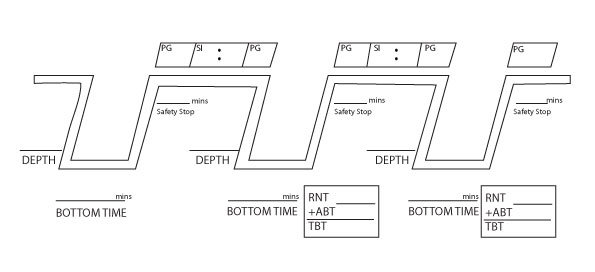 PG SI : PG
PG SI : PG
PG
mins
Safety Stop
mins
Safety Stop
mins
Safety Stop
DEPTH
DEPTH
DEPTH
mins
BOTTOM TIME
mins
BOTTOM TIME
RNT
+ABT
TBT
mins
BOTTOM TIME
RNT
+ABT
TBT